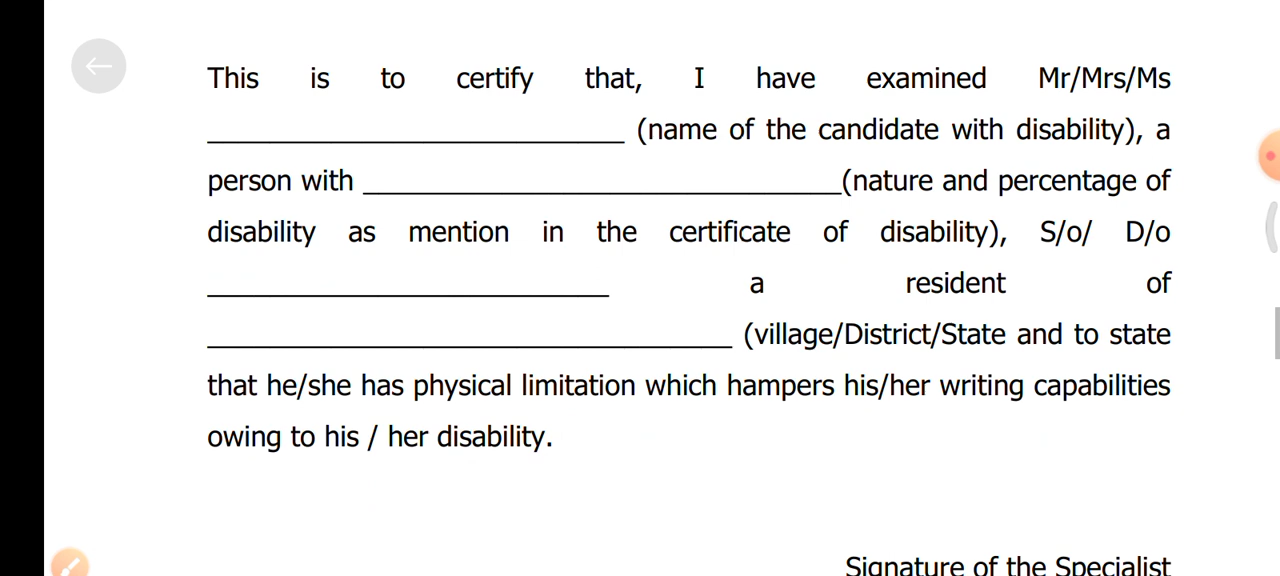 This is to certify that, I have examined Mr/Mrs/Ms
______________________________ (name of the candidate with disability), a
person with ___________________________________(nature and percentage of
disability as mention in the certificate of disability), S/o/ D/o
_____________________________ a resident of
______________________________________ (village/District/State and to state
that he/she has physical limitation which hampers his/her writing capabilities
owing to his / her disability.
Signature of the Specialist